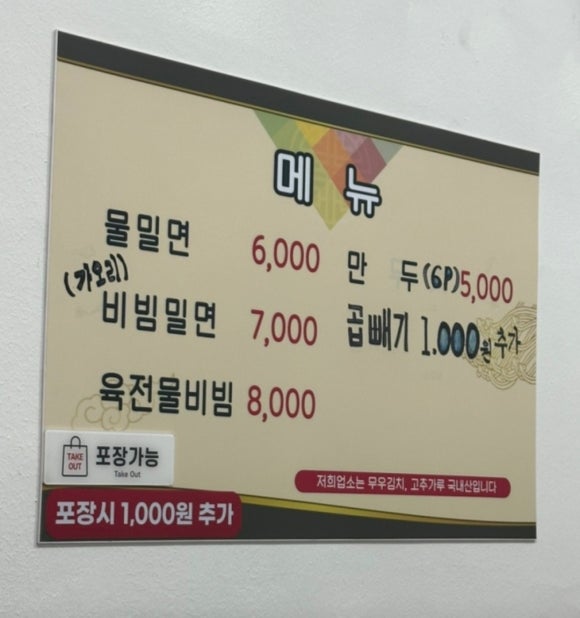 메뉴
물밀면 6,000
(가오리)
비빔밀면 7,000
육전물비빔 8,000
만두(6P) 5,000
곱빼기 1.000원 추가
TAKE OUT
포장가능
Take Out
포장시 1,000원 추가
저희업소는 무우김치, 고추가루 국내산입니다